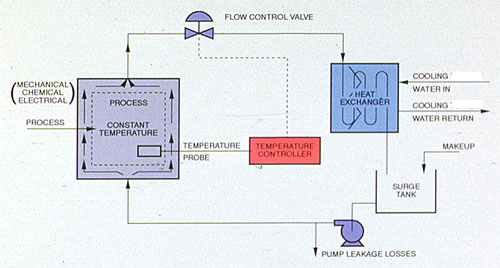 FLOW CONTROL VALVE
(MECHANICAL
CHEMICAL
ELECTRICAL)
PROCESS
PROCESS
CONSTANT
TEMPERATURE
TEMPERATURE
PROBE
TEMPERATURE
CONTROLLER
HEAT
EXCHANGER
COOLING
WATER IN
COOLING
WATER RETURN
MAKEUP
SURGE
TANK
PUMP LEAKAGE LOSSES